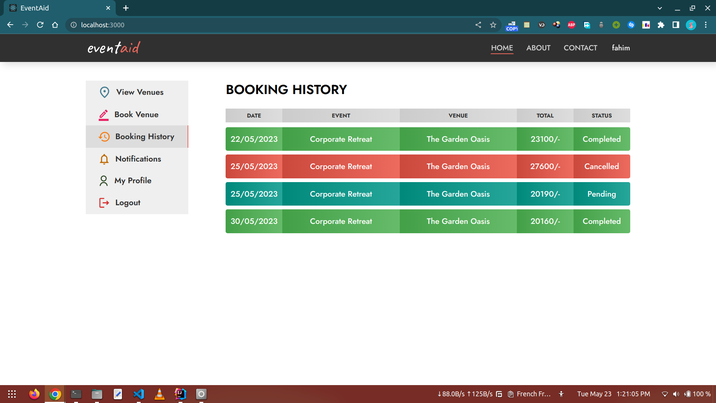 EventAid
localhost:3000
COPY
ABP
eventaid
HOME
ABOUT
CONTACT
fahim
View Venues
Book Venue
Booking History
Notifications
My Profile
Logout
BOOKING HISTORY
DATE EVENT VENUE TOTAL STATUS
22/05/2023 Corporate Retreat The Garden Oasis 23100/- Completed
25/05/2023 Corporate Retreat The Garden Oasis 27600/- Cancelled
25/05/2023 Corporate Retreat The Garden Oasis 20190/- Pending
30/05/2023 Corporate Retreat The Garden Oasis 20160/- Completed
↓88.0B/s ↑125B/s French Fr... Tue May 23 1:21:05 PM 100 %